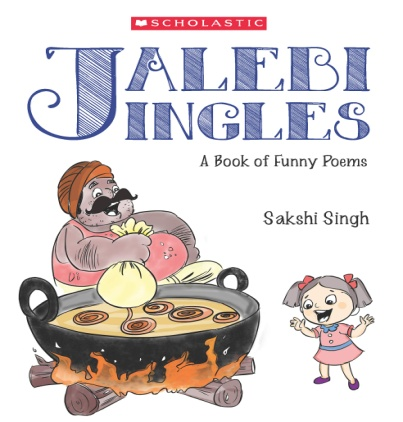 SCHOLASTIC
JALEBI
JINGLES
A Book of Funny Poems
Sakshi Singh